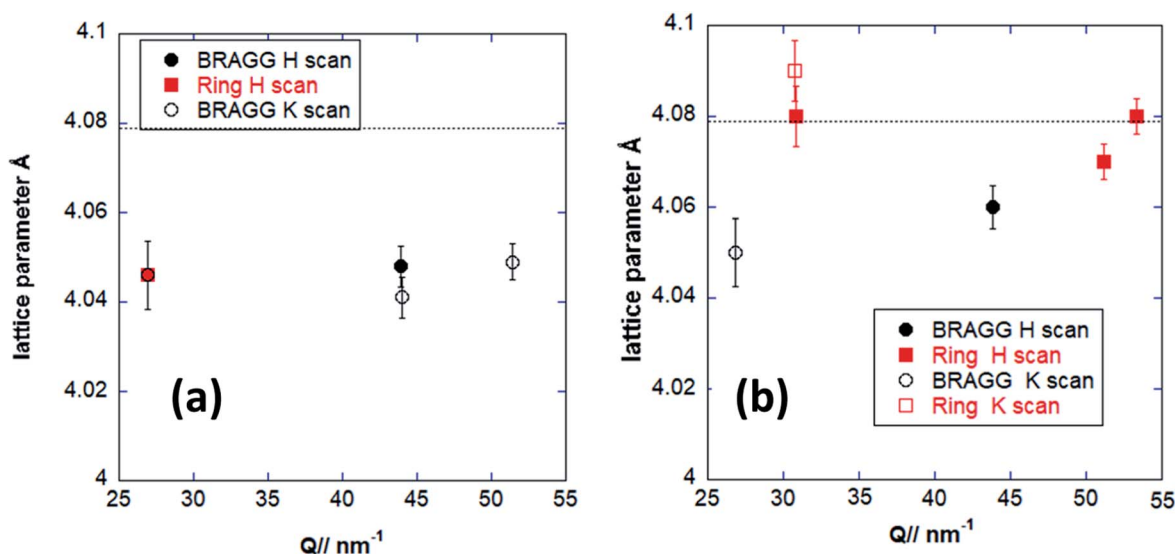 4.1
4.08
4.06
4.04
4.02
4
lattice parameter Å
BRAGG H scan
Ring H scan
BRAGG K scan
(a)
25 30 35 40 45 50 55
Q// nm-1
4.1
4.08
4.06
4.04
4.02
4
lattice parameter Å
BRAGG H scan
Ring H scan
BRAGG K scan
Ring K scan
(b)
25 30 35 40 45 50 55
Q// nm-1